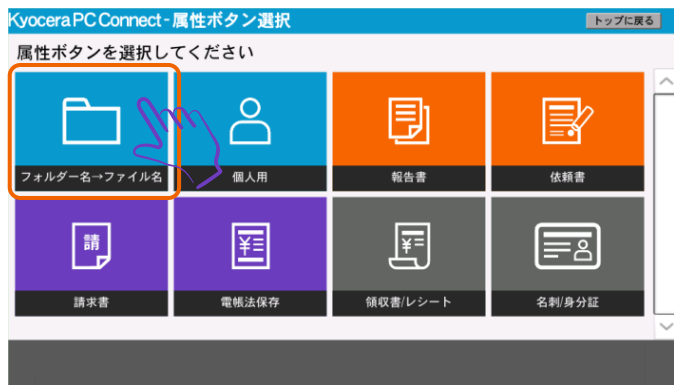 Kyocera PC Connect - 属性ボタン選択
トップに戻る
属性ボタンを選択してください
フォルダー名→ファイル名
個人用
報告書
依頼書
請
¥
¥
請求書
電帳法保存
領収書/レシート
名刺/身分証